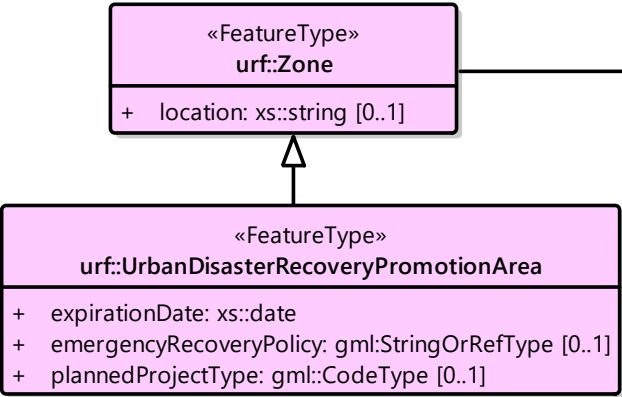 «FeatureType»
urf::Zone
+ location: xs::string [0..1]
«FeatureType»
urf::UrbanDisasterRecoveryPromotionArea
+ expirationDate: xs::date
+ emergencyRecoveryPolicy: gml:StringOrRefType [0..1]
+ plannedProjectType: gml::CodeType [0..1]